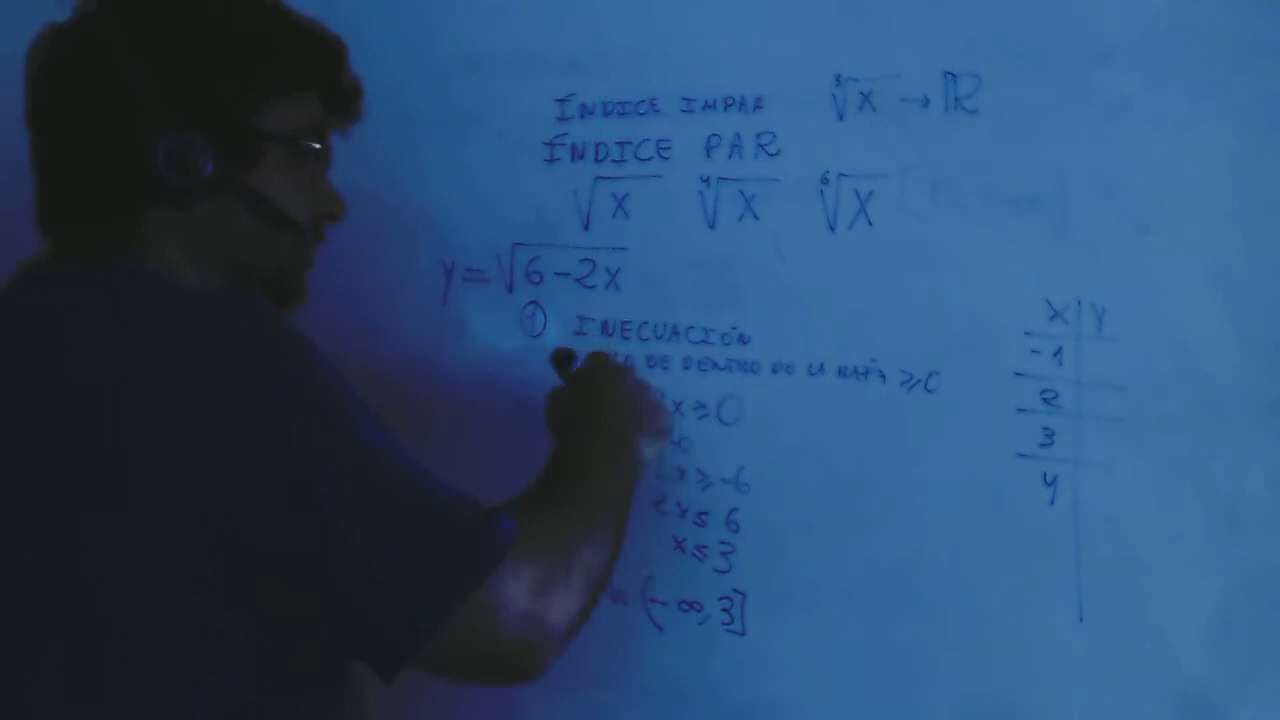 ÍNDICE IMPAR ∛x → ℝ
ÍNDICE PAR
√x ∜x ⁶√x
y=√6-2x
① INECUACIÓN
DE DENTRO DE LA RAÍZ ≥0
x≥0
x≥-6
2x≤6
x≤3
(-∞,3]
x y
-1
2
3
4